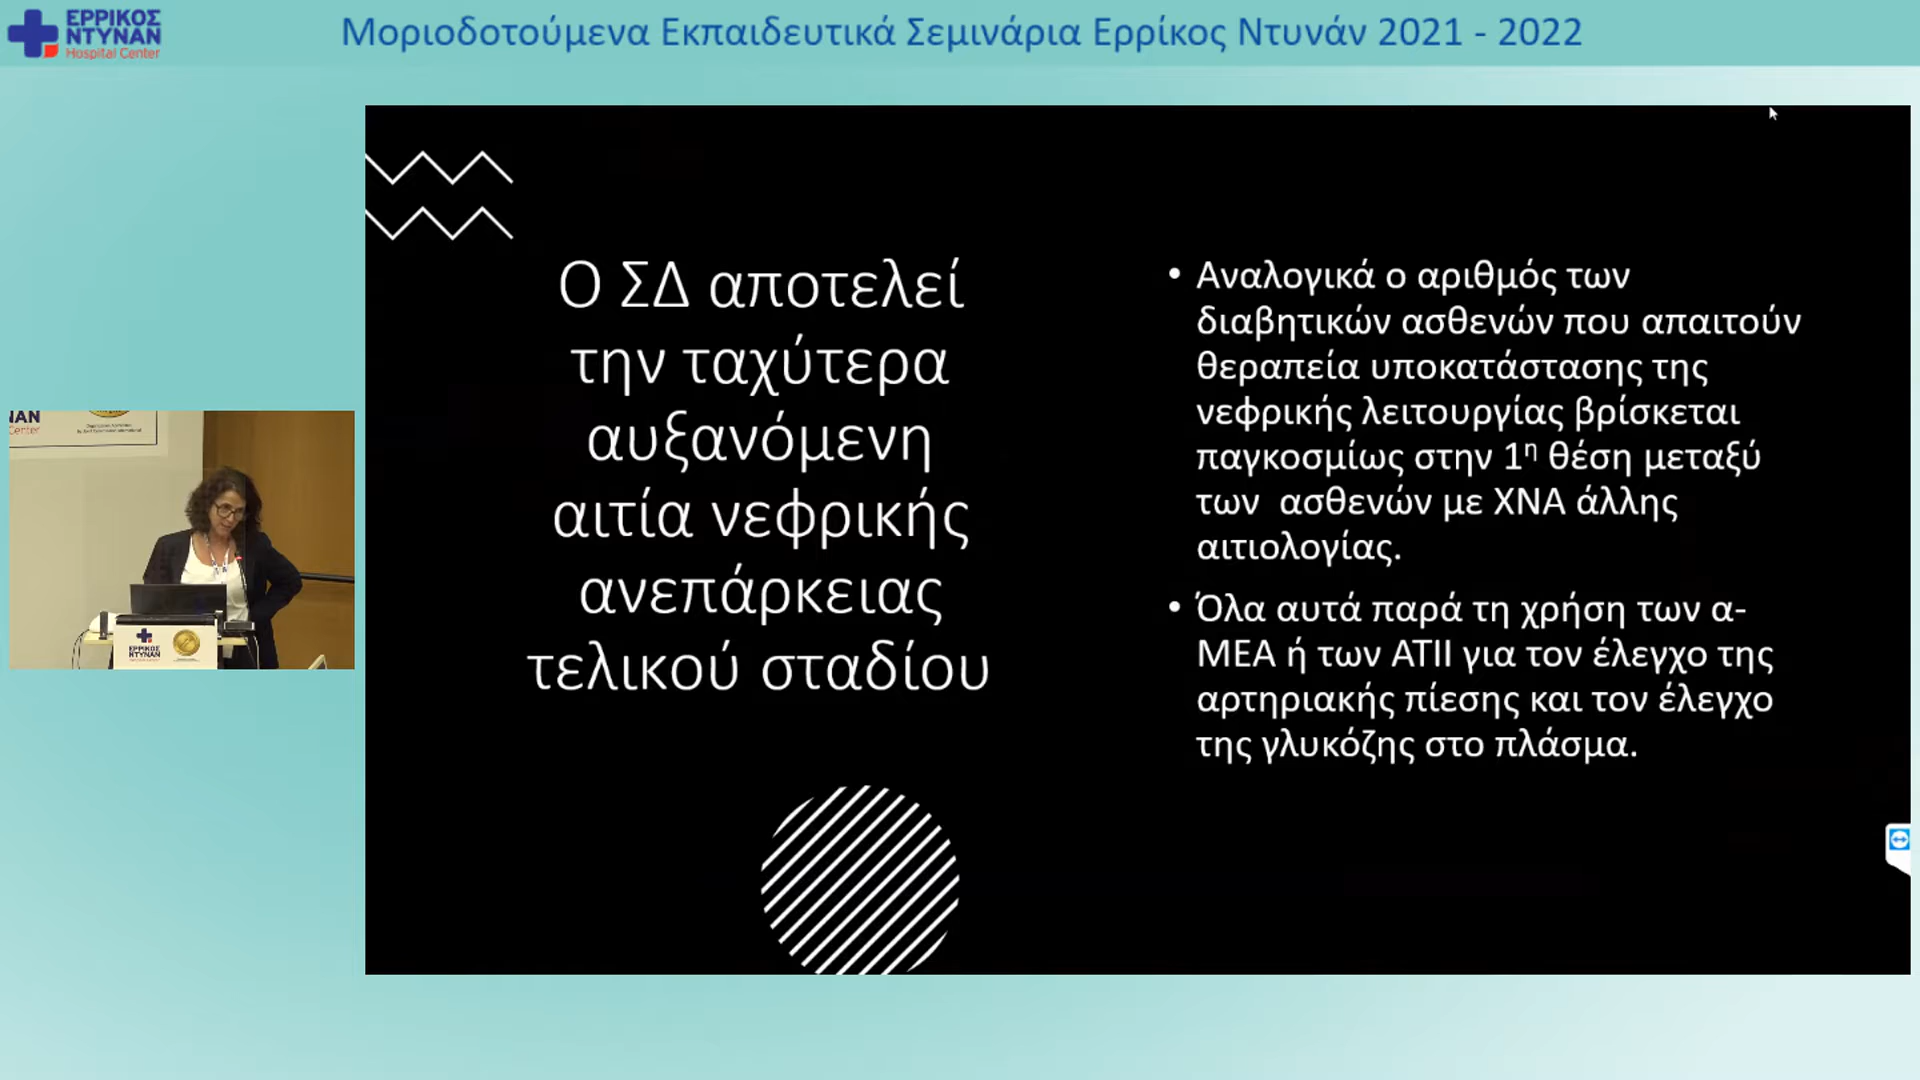 ΕΡΡΙΚΟΣ
ΝΤΥΝΑΝ
Hospital Center
Μοριοδοτούμενα Εκπαιδευτικά Σεμινάρια Ερρίκος Ντυνάν 2021 - 2022
Ο ΣΔ αποτελεί
την ταχύτερα
αυξανόμενη
αιτία νεφρικής
ανεπάρκειας
τελικού σταδίου
• Αναλογικά ο αριθμός των
διαβητικών ασθενών που απαιτούν
θεραπεία υποκατάστασης της
νεφρικής λειτουργίας βρίσκεται
παγκοσμίως στην 1η θέση μεταξύ
των  ασθενών με ΧΝΑ άλλης
αιτιολογίας.
• Όλα αυτά παρά τη χρήση των α-
ΜΕΑ ή των ΑΤΙΙ για τον έλεγχο της
αρτηριακής πίεσης και τον έλεγχο
της γλυκόζης στο πλάσμα.
ΕΡΡΙΚΟΣ
ΝΤΥΝΑΝ